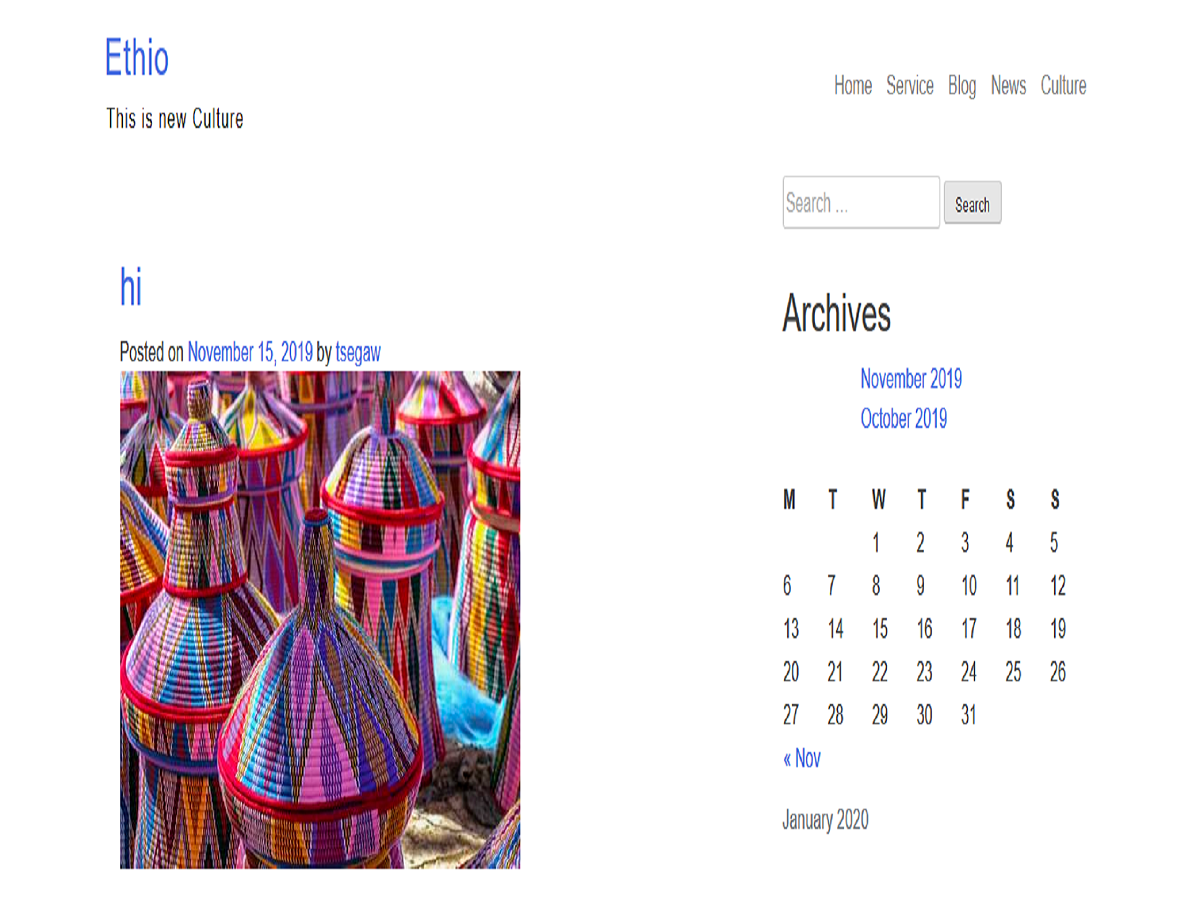 Ethio
This is new Culture
Home Service Blog News Culture
Search ... Search
hi
Posted on November 15, 2019 by tsegaw
Archives
November 2019
October 2019
M T W T F S S
1 2 3 4 5
6 7 8 9 10 11 12
13 14 15 16 17 18 19
20 21 22 23 24 25 26
27 28 29 30 31
« Nov
January 2020